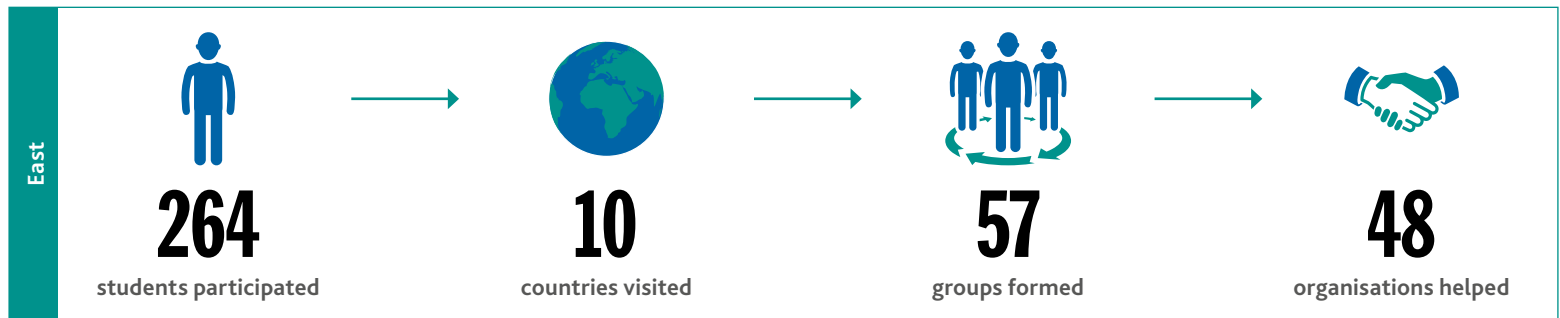 East
264
students participated
10
countries visited
57
groups formed
48
organisations helped